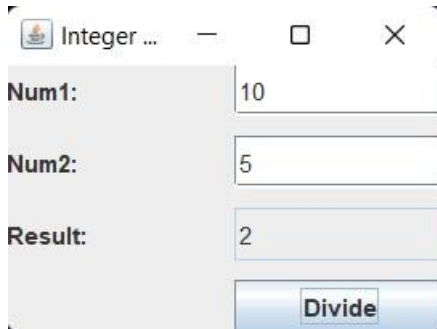 Integer ...
Num1: 10
Num2: 5
Result: 2
Divide